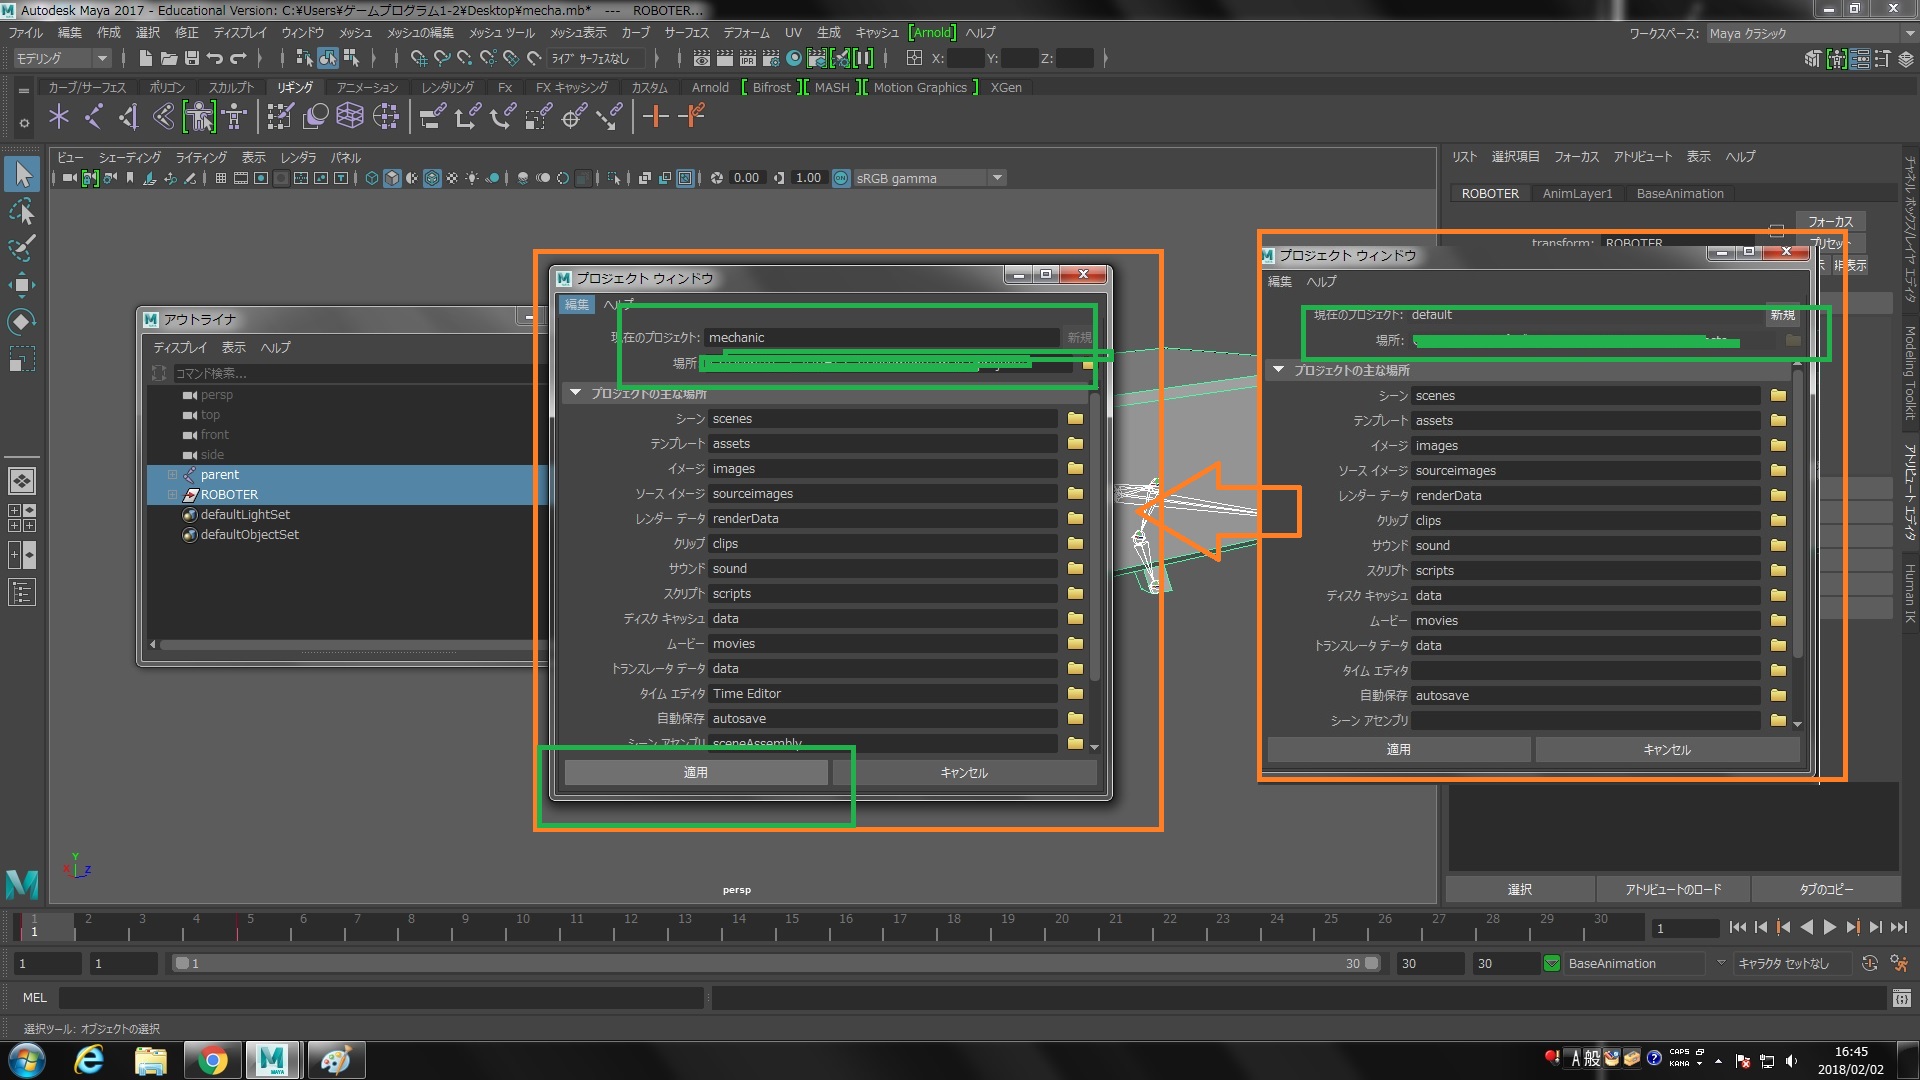 Autodesk Maya 2017 - Educational Version: C:¥Users¥ゲームプログラム1-2¥Desktop¥mecha.mb* --- ROBOTER...
ファイル 編集 作成 選択 修正 ディスプレイ ウィンドウ メッシュ メッシュの編集 メッシュ ツール メッシュ表示 カーブ サーフェス デフォーム UV 生成 キャッシュ [Arnold] ヘルプ
ワークスペース: Maya クラシック
モデリング
ライブ サーフェスなし
X: Y: Z:
カーブ/サーフェス ポリゴン スカルプト リギング アニメーション レンダリング Fx FX キャッシング カスタム Arnold [ Bifrost ][ MASH ][ Motion Graphics ] XGen
ビュー シェーディング ライティング 表示 レンダラ パネル
0.00 1.00 ON sRGB gamma
リスト 選択項目 フォーカス アトリビュート 表示 ヘルプ
ROBOTER AnimLayer1 BaseAnimation
フォーカス
プリセット
transform: ROBOTER
示 非表示
チャネル ボックス/レイヤ エディタ
Modeling Toolkit
アトリビュート エディタ
Human IK
アウトライナ
ディスプレイ 表示 ヘルプ
コマンド検索...
persp
top
front
side
parent
ROBOTER
defaultLightSet
defaultObjectSet
プロジェクト ウィンドウ
編集 ヘルプ
現在のプロジェクト: mechanic 新規
場所
プロジェクトの主な場所
シーン scenes
テンプレート assets
イメージ images
ソース イメージ sourceimages
レンダー データ renderData
クリップ clips
サウンド sound
スクリプト scripts
ディスク キャッシュ data
ムービー movies
トランスレータ データ data
タイム エディタ Time Editor
自動保存 autosave
シーン アセンブリ sceneAssembly
適用 キャンセル
プロジェクト ウィンドウ
編集 ヘルプ
現在のプロジェクト: default 新規
場所:
プロジェクトの主な場所
シーン scenes
テンプレート assets
イメージ images
ソース イメージ sourceimages
レンダー データ renderData
クリップ clips
サウンド sound
スクリプト scripts
ディスク キャッシュ data
ムービー movies
トランスレータ データ data
タイム エディタ
自動保存 autosave
シーン アセンブリ
適用 キャンセル
Y
X Z
persp
選択 アトリビュートのロード タブのコピー
1 2 3 4 5 6 7 8 9 10 11 12 13 14 15 16 17 18 19 20 21 22 23 24 25 26 27 28 29 30
1 1
1 1 1 30 30 30 BaseAnimation キャラクタ セットなし
MEL
選択ツール: オブジェクトの選択
A 般 CAPS KANA
16:45
2018/02/02